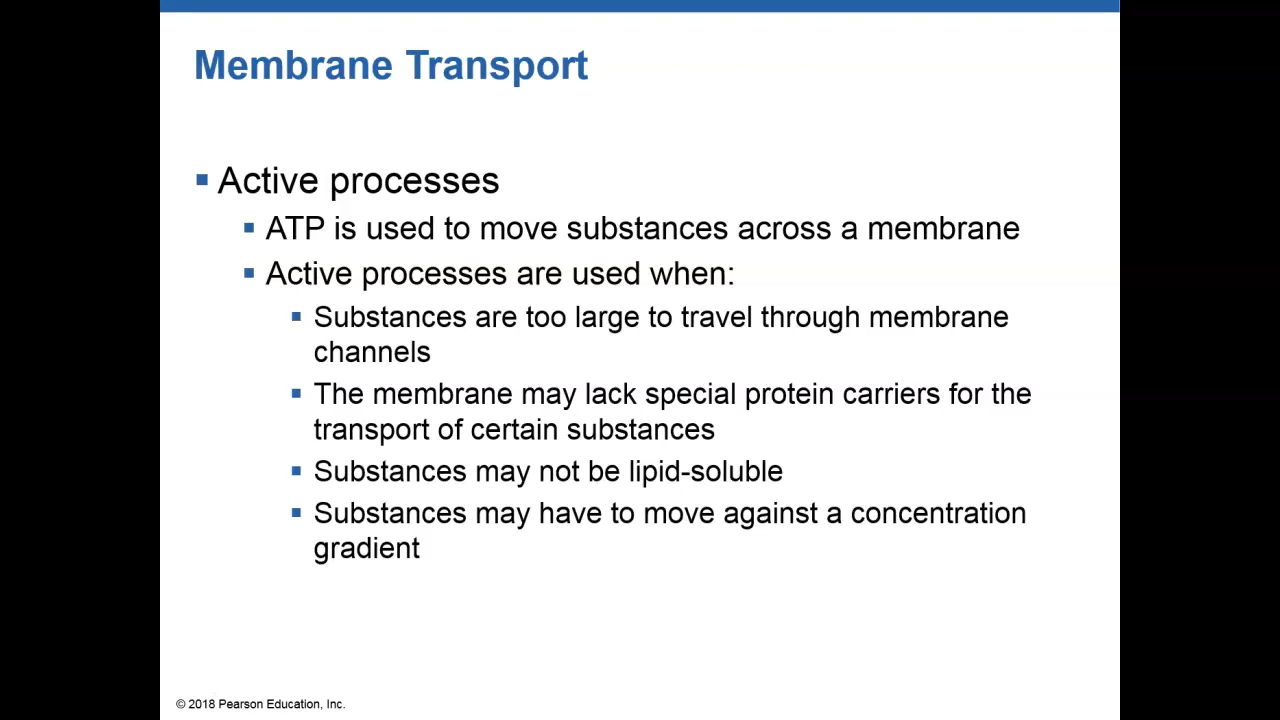 Membrane Transport
Active processes
ATP is used to move substances across a membrane
Active processes are used when:
Substances are too large to travel through membrane
channels
The membrane may lack special protein carriers for the
transport of certain substances
Substances may not be lipid-soluble
Substances may have to move against a concentration
gradient
© 2018 Pearson Education, Inc.